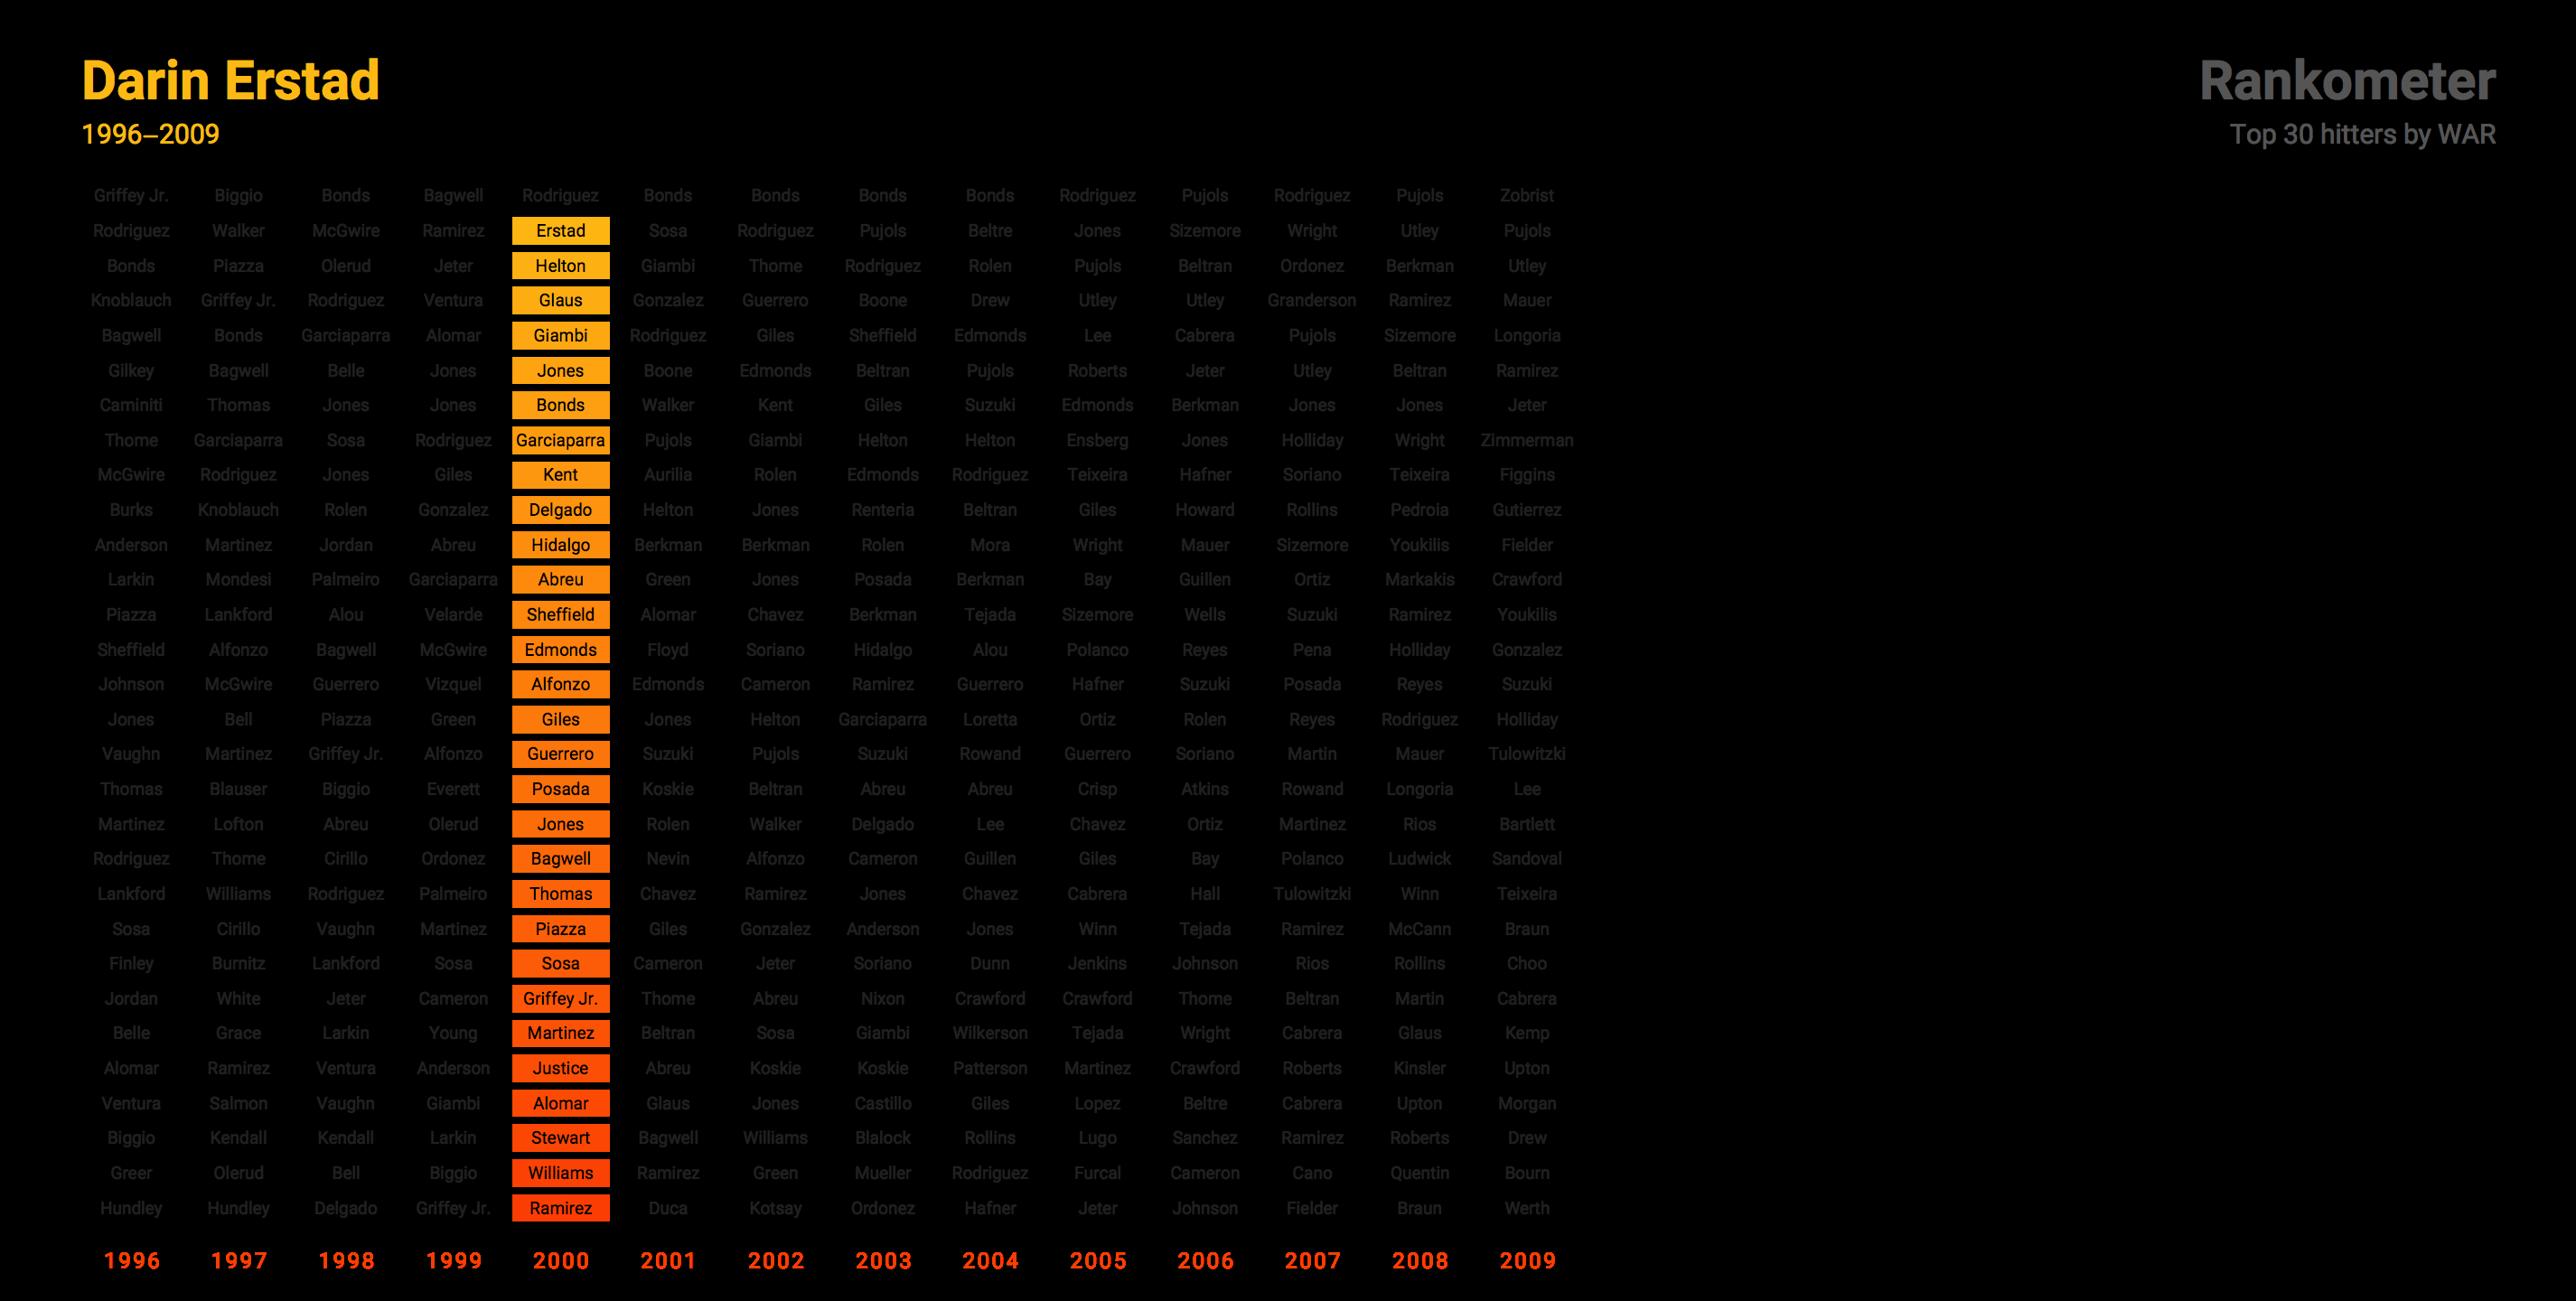 Darin Erstad
1996–2009
Rankometer
Top 30 hitters by WAR
Griffey Jr. Biggio Bonds Bagwell Rodriguez Bonds Bonds Bonds Bonds Rodriguez Pujols Rodriguez Pujols Zobrist
Rodriguez Walker McGwire Ramirez Erstad Sosa Rodriguez Pujols Beltre Jones Sizemore Wright Utley Pujols
Bonds Piazza Olerud Jeter Helton Giambi Thome Rodriguez Rolen Pujols Beltran Ordonez Berkman Utley
Knoblauch Griffey Jr. Rodriguez Ventura Glaus Gonzalez Guerrero Boone Drew Utley Utley Granderson Ramirez Mauer
Bagwell Bonds Garciaparra Alomar Giambi Rodriguez Giles Sheffield Edmonds Lee Cabrera Pujols Sizemore Longoria
Gilkey Bagwell Belle Jones Jones Boone Edmonds Beltran Pujols Roberts Jeter Utley Beltran Ramirez
Caminiti Thomas Jones Jones Bonds Walker Kent Giles Suzuki Edmonds Berkman Jones Jones Jeter
Thome Garciaparra Sosa Rodriguez Garciaparra Pujols Giambi Helton Helton Ensberg Jones Holliday Wright Zimmerman
McGwire Rodriguez Jones Giles Kent Aurilia Rolen Edmonds Rodriguez Teixeira Hafner Soriano Teixeira Figgins
Burks Knoblauch Rolen Gonzalez Delgado Helton Jones Renteria Beltran Giles Howard Rollins Pedroia Gutierrez
Anderson Martinez Jordan Abreu Hidalgo Berkman Berkman Rolen Mora Wright Mauer Sizemore Youkilis Fielder
Larkin Mondesi Palmeiro Garciaparra Abreu Green Jones Posada Berkman Bay Guillen Ortiz Markakis Crawford
Piazza Lankford Alou Velarde Sheffield Alomar Chavez Berkman Tejada Sizemore Wells Suzuki Ramirez Youkilis
Sheffield Alfonzo Bagwell McGwire Edmonds Floyd Soriano Hidalgo Alou Polanco Reyes Pena Holliday Gonzalez
Johnson McGwire Guerrero Vizquel Alfonzo Edmonds Cameron Ramirez Guerrero Hafner Suzuki Posada Reyes Suzuki
Jones Bell Piazza Green Giles Jones Helton Garciaparra Loretta Ortiz Rolen Reyes Rodriguez Holliday
Vaughn Martinez Griffey Jr. Alfonzo Guerrero Suzuki Pujols Suzuki Rowand Guerrero Soriano Martin Mauer Tulowitzki
Thomas Blauser Biggio Everett Posada Koskie Beltran Abreu Abreu Crisp Atkins Rowand Longoria Lee
Martinez Lofton Abreu Olerud Jones Rolen Walker Delgado Lee Chavez Ortiz Martinez Rios Bartlett
Rodriguez Thome Cirillo Ordonez Bagwell Nevin Alfonzo Cameron Guillen Giles Bay Polanco Ludwick Sandoval
Lankford Williams Rodriguez Palmeiro Thomas Chavez Ramirez Jones Chavez Cabrera Hall Tulowitzki Winn Teixeira
Sosa Cirillo Vaughn Martinez Piazza Giles Gonzalez Anderson Jones Winn Tejada Ramirez McCann Braun
Finley Burnitz Lankford Sosa Sosa Cameron Jeter Soriano Dunn Jenkins Johnson Rios Rollins Choo
Jordan White Jeter Cameron Griffey Jr. Thome Abreu Nixon Crawford Crawford Thome Beltran Martin Cabrera
Belle Grace Larkin Young Martinez Beltran Sosa Giambi Wilkerson Tejada Wright Cabrera Glaus Kemp
Alomar Ramirez Ventura Anderson Justice Abreu Koskie Koskie Patterson Martinez Crawford Roberts Kinsler Upton
Ventura Salmon Vaughn Giambi Alomar Glaus Jones Castillo Giles Lopez Beltre Cabrera Upton Morgan
Biggio Kendall Kendall Larkin Stewart Bagwell Williams Blalock Rollins Lugo Sanchez Ramirez Roberts Drew
Greer Olerud Bell Biggio Williams Ramirez Green Mueller Rodriguez Furcal Cameron Cano Quentin Bourn
Hundley Hundley Delgado Griffey Jr. Ramirez Duca Kotsay Ordonez Hafner Jeter Johnson Fielder Braun Werth
1996 1997 1998 1999 2000 2001 2002 2003 2004 2005 2006 2007 2008 2009